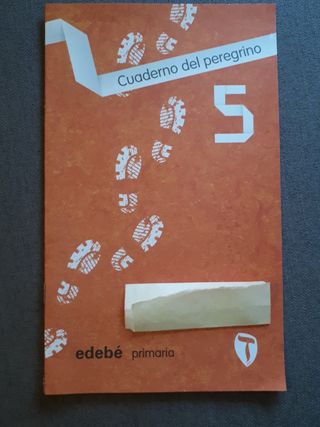 Cuaderno del peregrino
5
edebé primaria
T